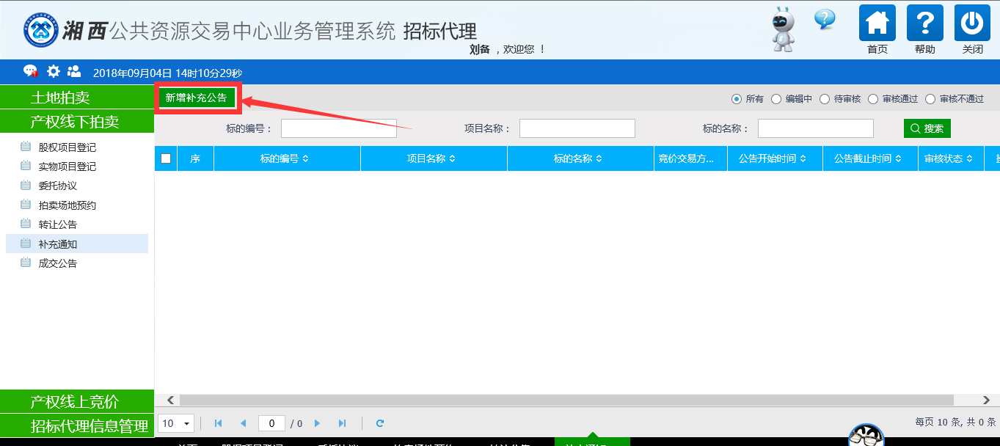 湘西公共资源交易中心业务管理系统 招标代理
刘备 ，欢迎您 ！
首页 帮助 关闭
2018年09月04日 14时10分29秒
土地拍卖
产权线下拍卖
股权项目登记
实物项目登记
委托协议
拍卖场地预约
转让公告
补充通知
成交公告
产权线上竞价
招标代理信息管理
新增补充公告
所有 编辑中 待审核 审核通过 审核不通过
标的编号： 项目名称： 标的名称： 搜索
序 标的编号 项目名称 标的名称 竞价交易方... 公告开始时间 公告截止时间 审核状态
10 0 / 0 每页 10 条, 共 0 条